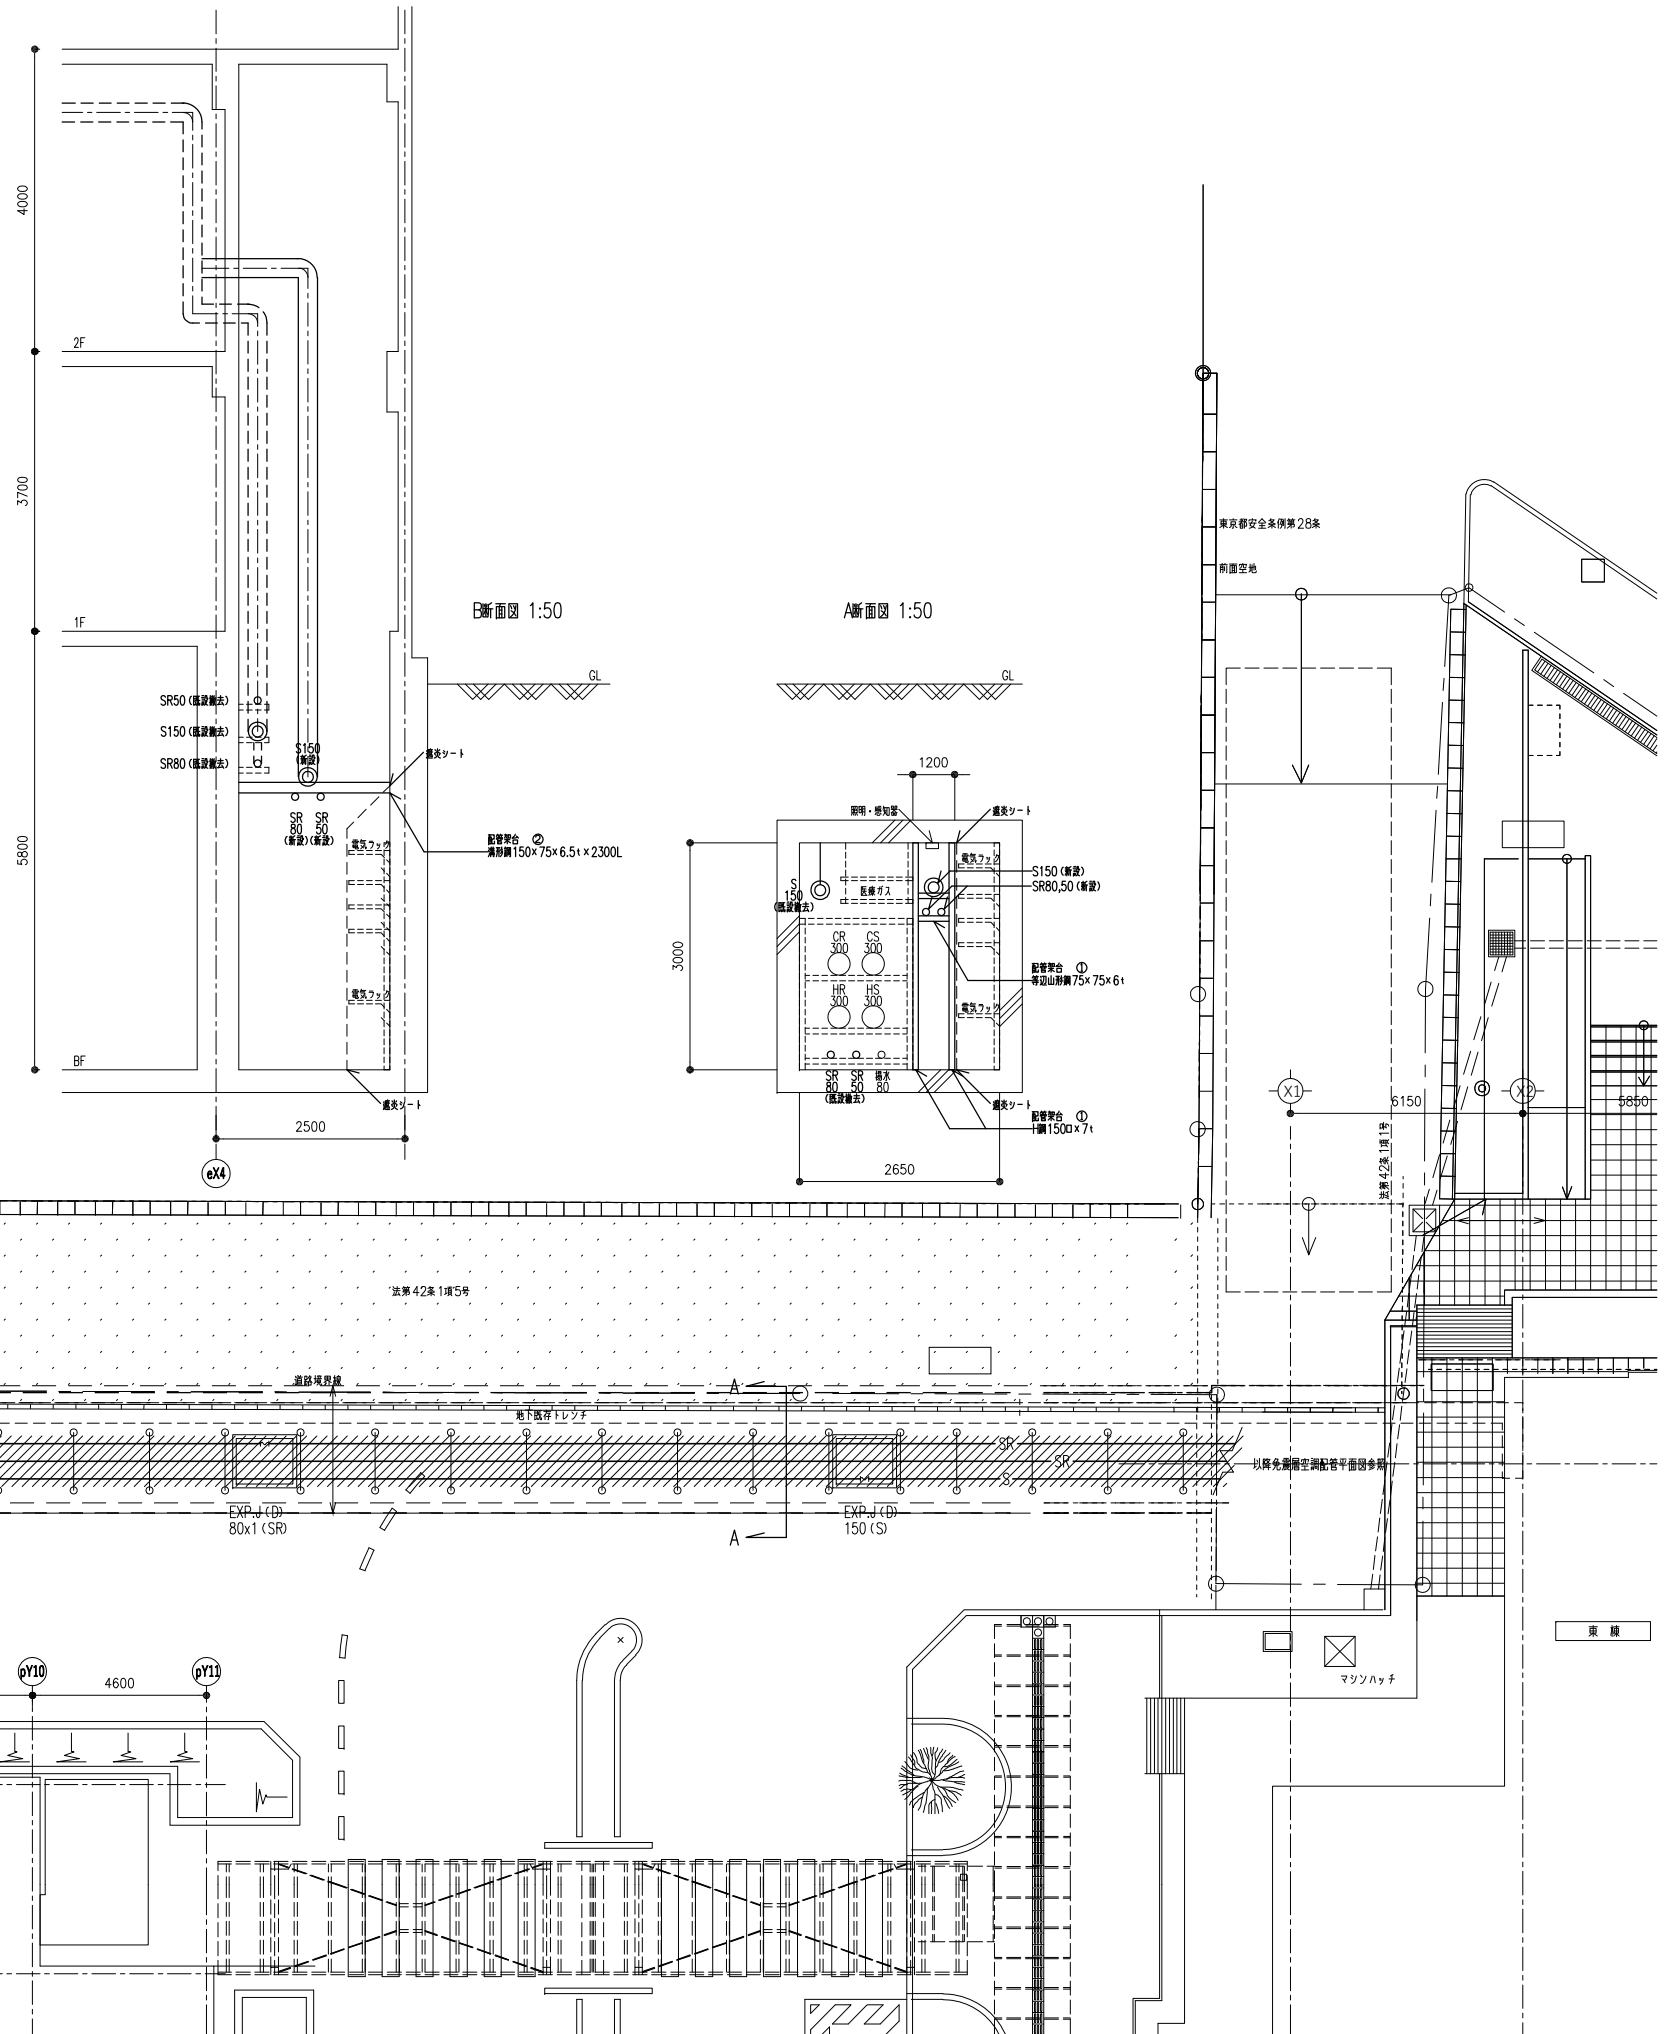 4000
2F
3700
1F
5800
BF
SR50(既設撤去)
S150(既設撤去)
SR80(既設撤去)
S150
(新設)
SR
80
(新設)
SR
50
(新設)
遮炎シート
電気ラック
電気ラック
配管架台 ②
溝形鋼150×75×6.5t×2300L
遮炎シート
2500
eX4
B断面図 1:50
GL
A断面図 1:50
GL
1200
照明・感知器
遮炎シート
電気ラック
S150(新設)
SR80,50(新設)
S
150
(既設撤去)
医療ガス
CR
300
CS
300
HR
300
HS
300
3000
配管架台 ①
等辺山形鋼75×75×6t
電気ラック
SR
80
SR
50
揚水
80
(既設撤去)
遮炎シート
配管架台 ①
H鋼150□×7t
2650
東京都安全条例第28条
前面空地
X1
6150
X2
5850
法第42条1項1号
法第42条1項5号
道路境界線
A
地下既存トレンチ
SR
SR
S
以降免震層空調配管平面図参照
EXP.J(D)
80x1(SR)
A
EXP.J(D)
150(S)
東 棟
マシンハッチ
pY10
4600
pY11